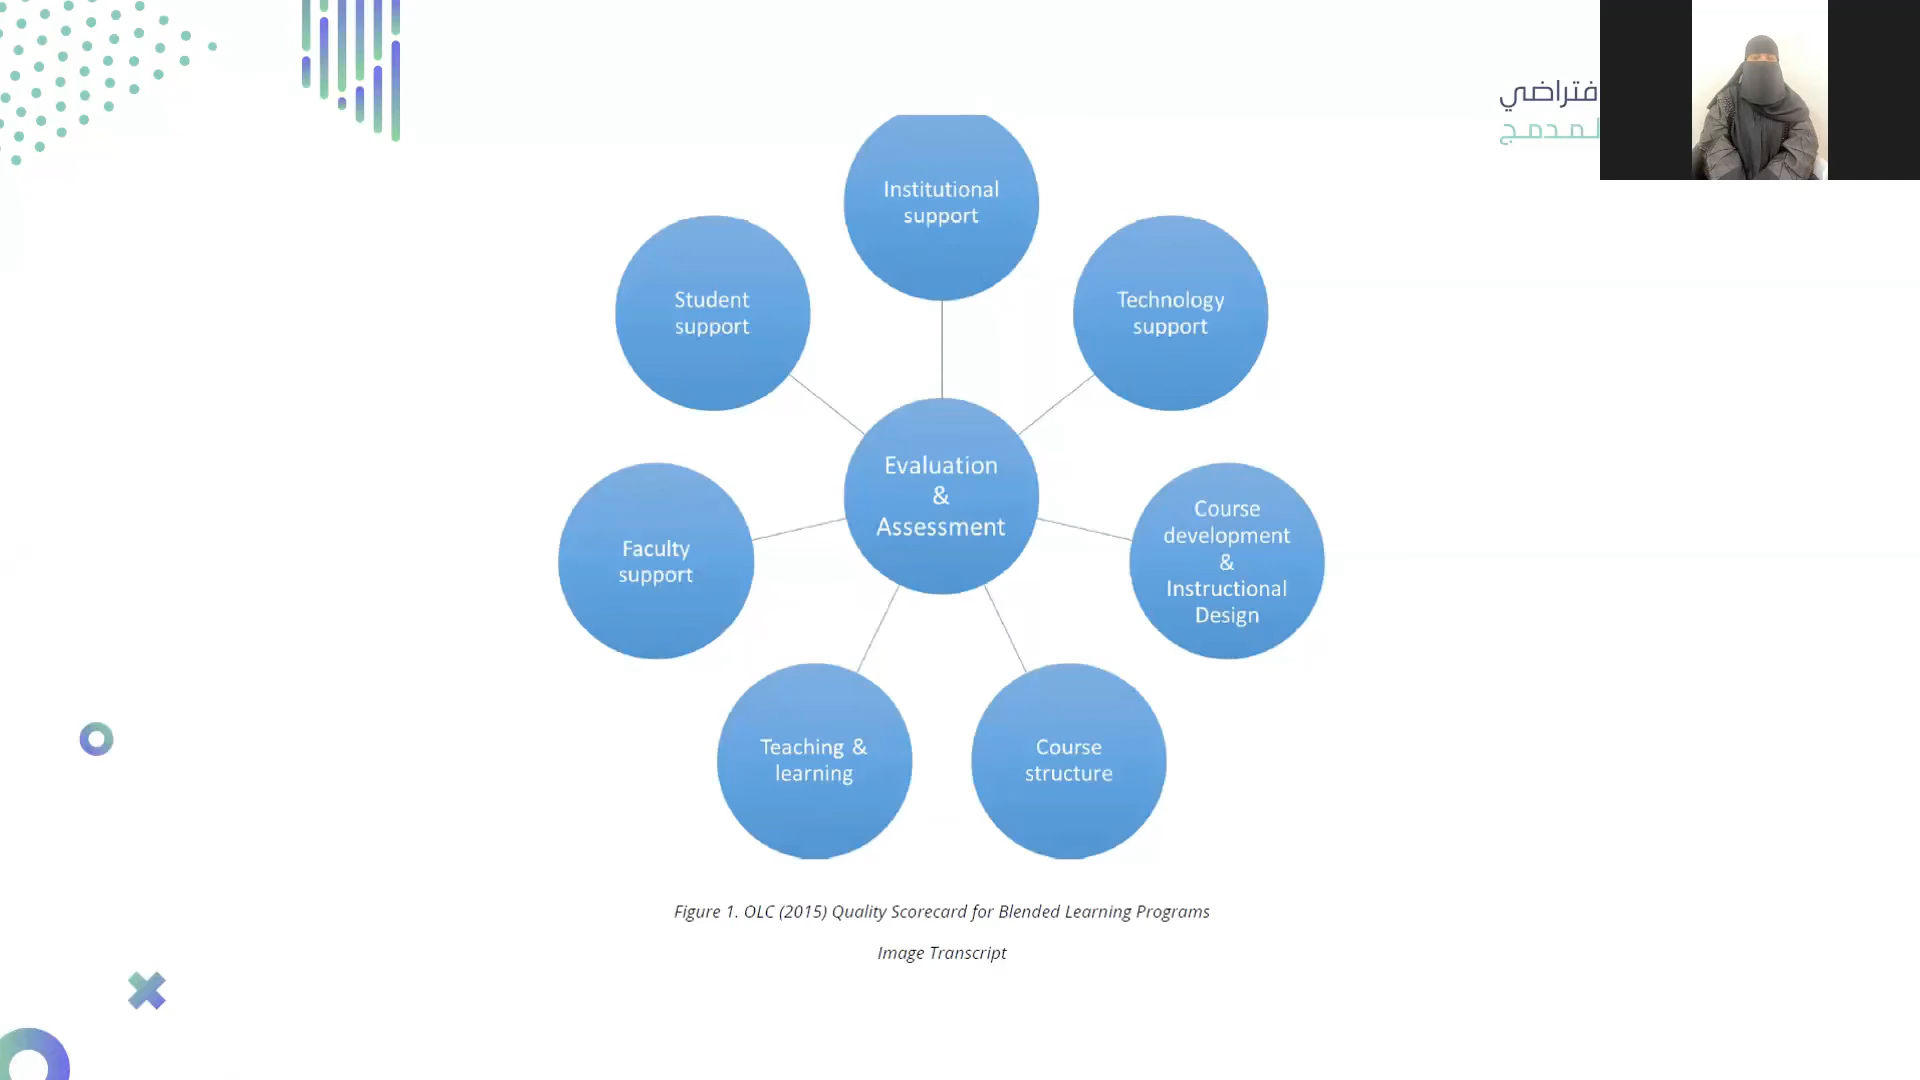 فتراضي
لمدمج
Institutional
support
Student
support
Technology
support
Evaluation
&
Assessment
Faculty
support
Course
development
&
Instructional
Design
Teaching &
learning
Course
structure
Figure 1. OLC (2015) Quality Scorecard for Blended Learning Programs
Image Transcript